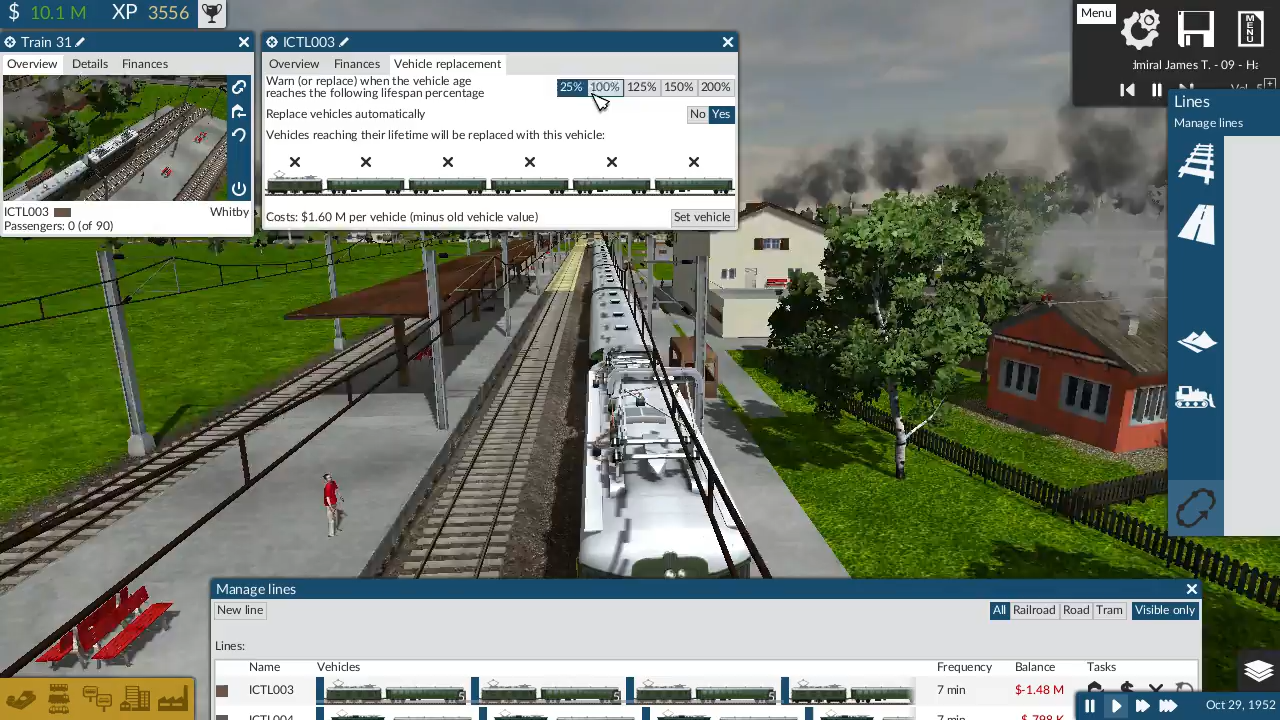 $ 10.1 M XP 3556
Menu
MENU
Train 31
Overview Details Finances
ICTL003 Whitby
Passengers: 0 (of 90)
ICTL003
Overview Finances Vehicle replacement
Warn (or replace) when the vehicle age
reaches the following lifespan percentage
25% 100% 125% 150% 200%
Replace vehicles automatically No Yes
Vehicles reaching their lifetime will be replaced with this vehicle:
Costs: $1.60 M per vehicle (minus old vehicle value) Set vehicle
James T. - 09 -
Lines
Manage lines
Manage lines
New line All Railroad Road Tram Visible only
Lines:
Name Vehicles Frequency Balance Tasks
ICTL003 7 min $-1.48 M
ICTL004 7 min
Oct 29, 1952